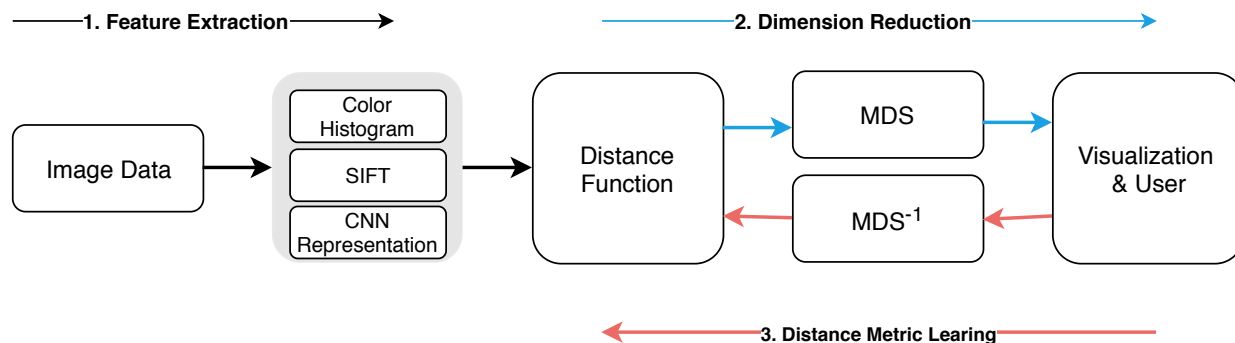 1. Feature Extraction
2. Dimension Reduction
Image Data
Color
Histogram
SIFT
CNN
Representation
Distance
Function
MDS
MDS⁻¹
Visualization
& User
3. Distance Metric Learing